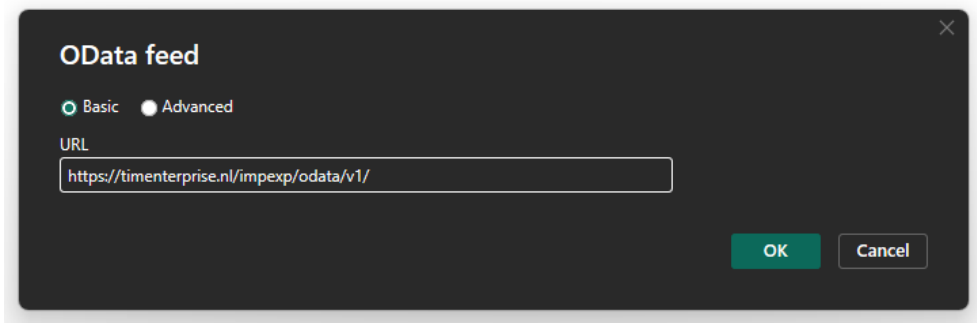 OData feed
Basic Advanced
URL
https://timenterprise.nl/impexp/odata/v1/
OK Cancel